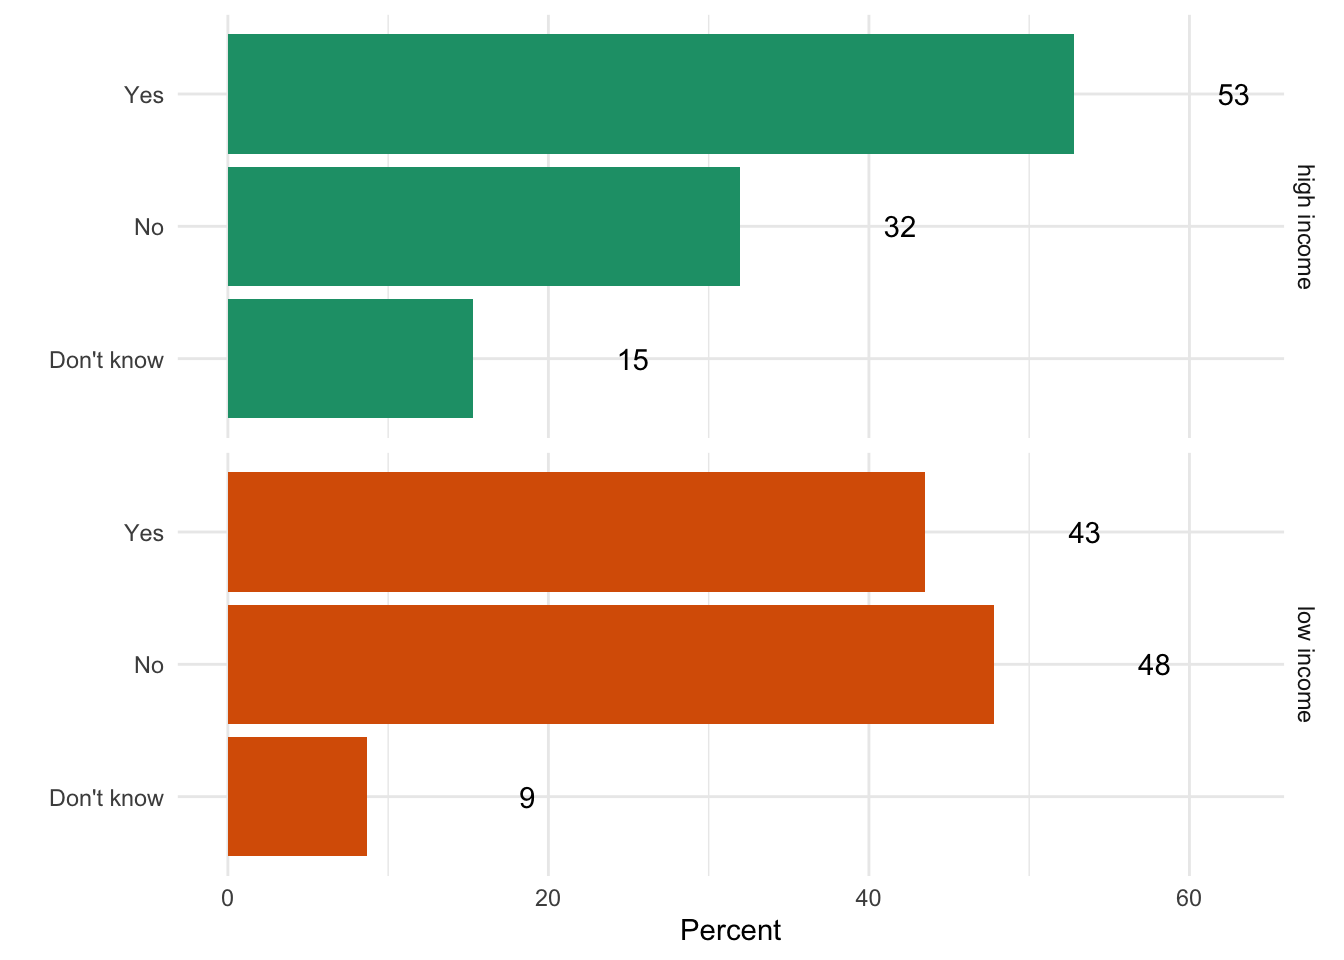 Yes 53
No 32
Don't know 15
high income
Yes 43
No 48
Don't know 9
low income
0 20 40 60
Percent